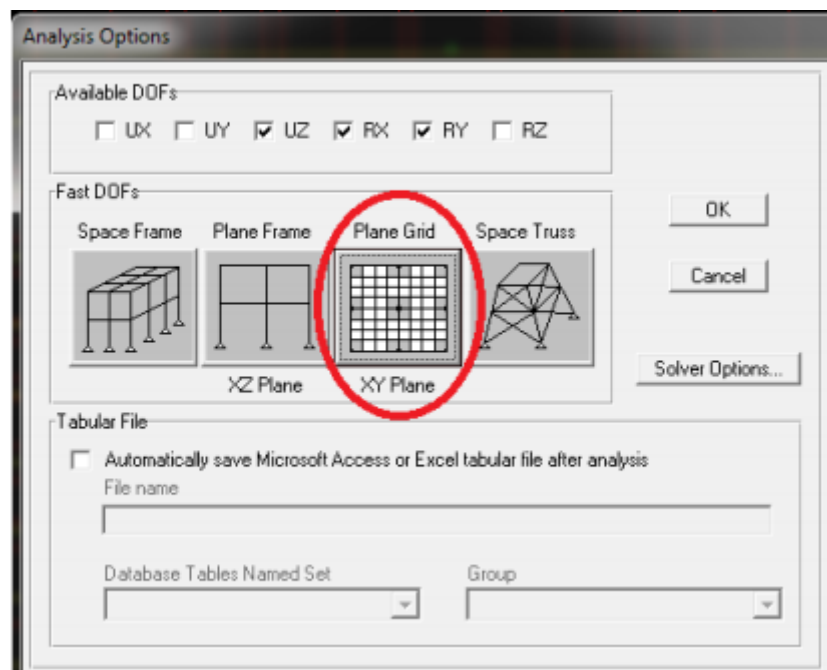 Analysis Options
Available DOFs
UX UY UZ RX RY RZ
Fast DOFs
Space Frame Plane Frame Plane Grid Space Truss
OK
Cancel
XZ Plane XY Plane
Solver Options...
Tabular File
Automatically save Microsoft Access or Excel tabular file after analysis
File name
Database Tables Named Set Group